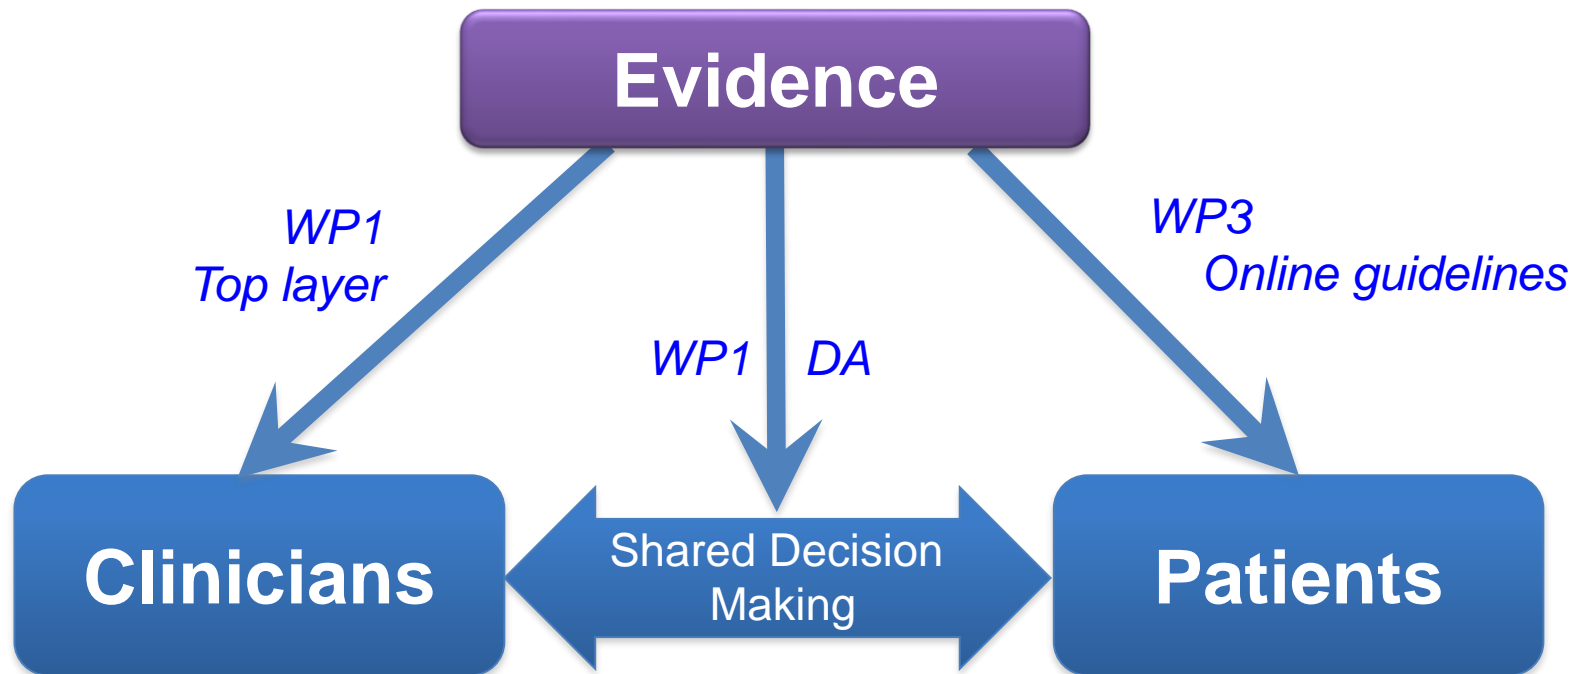 Evidence
WP1
Top layer
WP3
Online guidelines
WP1 DA
Clinicians
Shared Decision
Making
Patients